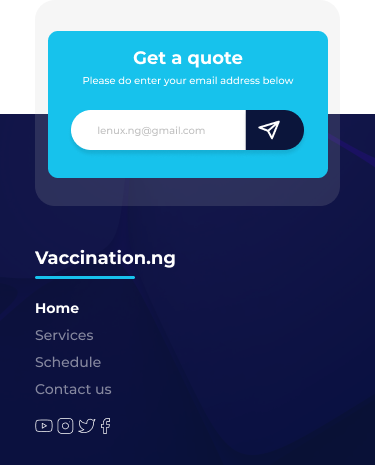 Get a quote
Please do enter your email address below
lenux.ng@gmail.com
Vaccination.ng
Home
Services
Schedule
Contact us